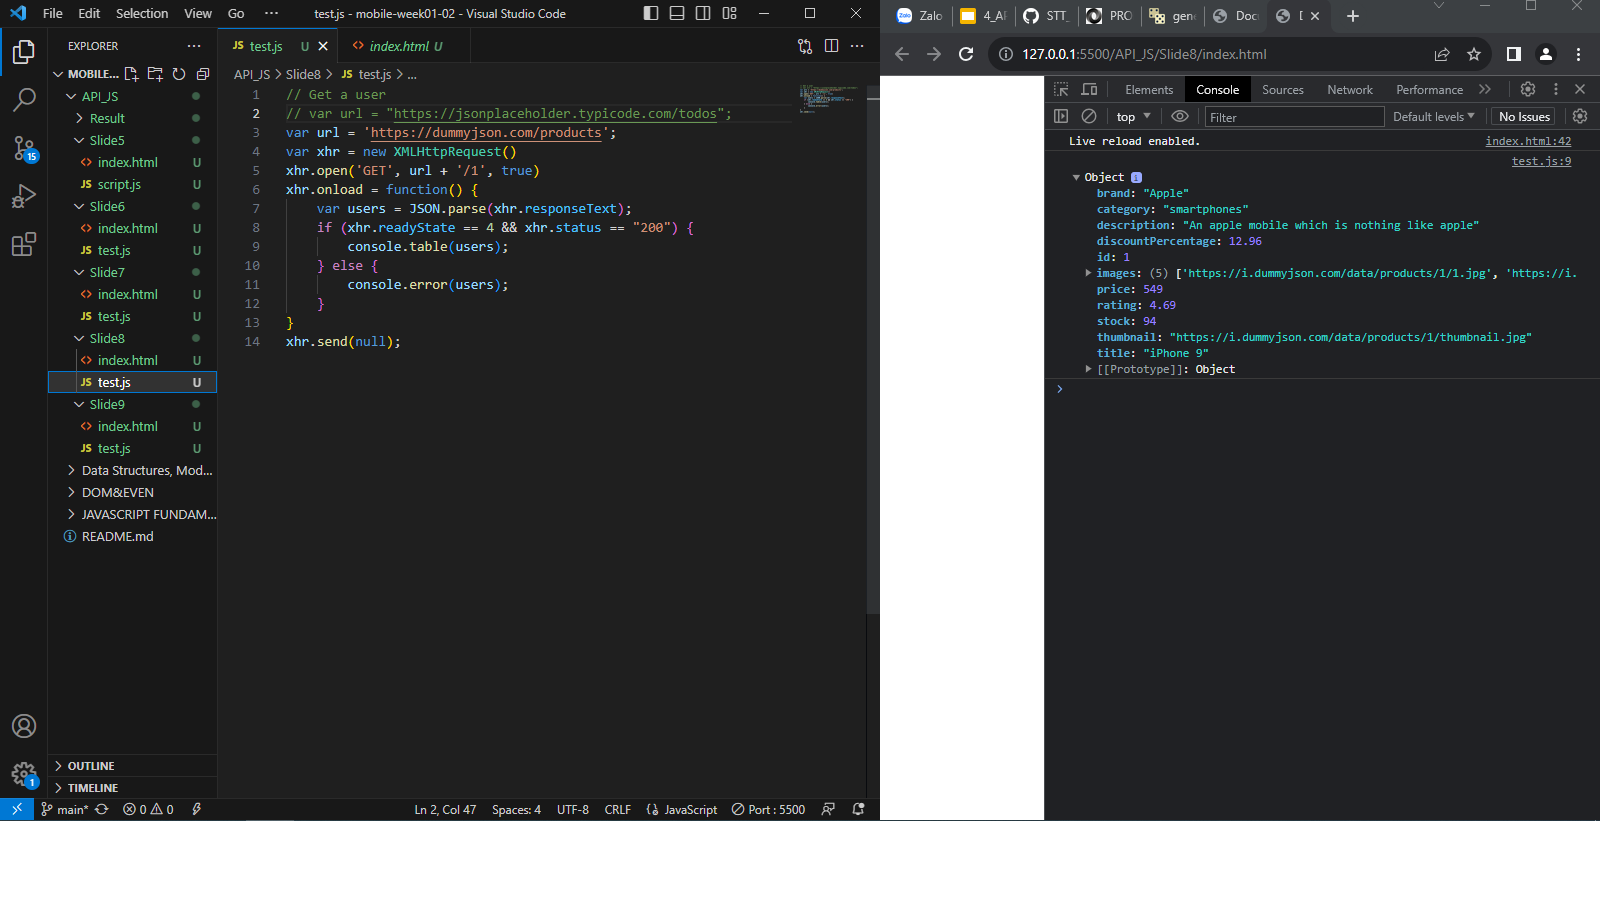 File Edit Selection View Go ··· test.js - mobile-week01-02 - Visual Studio Code
EXPLORER ···
MOBILE...
API_JS
Result
Slide5
index.html U
script.js U
Slide6
index.html U
test.js U
Slide7
index.html U
test.js U
Slide8
index.html U
test.js U
Slide9
index.html U
test.js U
Data Structures, Mod...
DOM&EVEN
JAVASCRIPT FUNDAM...
README.md
OUTLINE
TIMELINE
15
1
JS test.js U
index.html U
API_JS > Slide8 > JS test.js > ...
1 // Get a user
2 // var url = "https://jsonplaceholder.typicode.com/todos";
3 var url = 'https://dummyjson.com/products';
4 var xhr = new XMLHttpRequest()
5 xhr.open('GET', url + '/1', true)
6 xhr.onload = function() {
7 var users = JSON.parse(xhr.responseText);
8 if (xhr.readyState == 4 && xhr.status == "200") {
9 console.table(users);
10 } else {
11 console.error(users);
12 }
13 }
14 xhr.send(null);
main* 0 0 Ln 2, Col 47 Spaces: 4 UTF-8 CRLF {} JavaScript Port : 5500
Zalo 4_AP STT_ PRO gene Doc D
127.0.0.1:5500/API_JS/Slide8/index.html
Elements Console Sources Network Performance
top Filter Default levels No Issues
Live reload enabled. index.html:42
test.js:9
Object
brand: "Apple"
category: "smartphones"
description: "An apple mobile which is nothing like apple"
discountPercentage: 12.96
id: 1
images: (5) ['https://i.dummyjson.com/data/products/1/1.jpg', 'https://i.
price: 549
rating: 4.69
stock: 94
thumbnail: "https://i.dummyjson.com/data/products/1/thumbnail.jpg"
title: "iPhone 9"
[[Prototype]]: Object